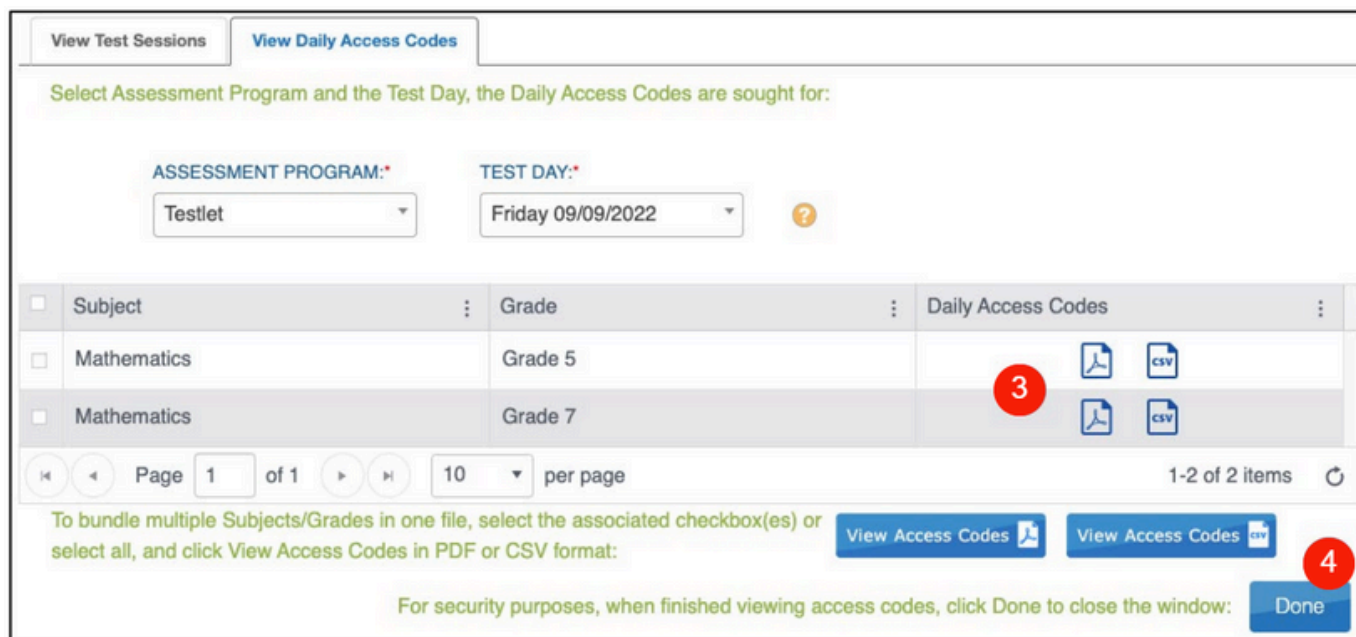 View Test Sessions
View Daily Access Codes
Select Assessment Program and the Test Day, the Daily Access Codes are sought for:
ASSESSMENT PROGRAM:*
TEST DAY:*
Testlet
Friday 09/09/2022
?
Subject
Grade
Daily Access Codes
Mathematics
Grade 5
CSV
3
Mathematics
Grade 7
CSV
Page 1 of 1
10 per page
1-2 of 2 items
To bundle multiple Subjects/Grades in one file, select the associated checkbox(es) or
select all, and click View Access Codes in PDF or CSV format:
View Access Codes
View Access Codes CSV
4
For security purposes, when finished viewing access codes, click Done to close the window:
Done